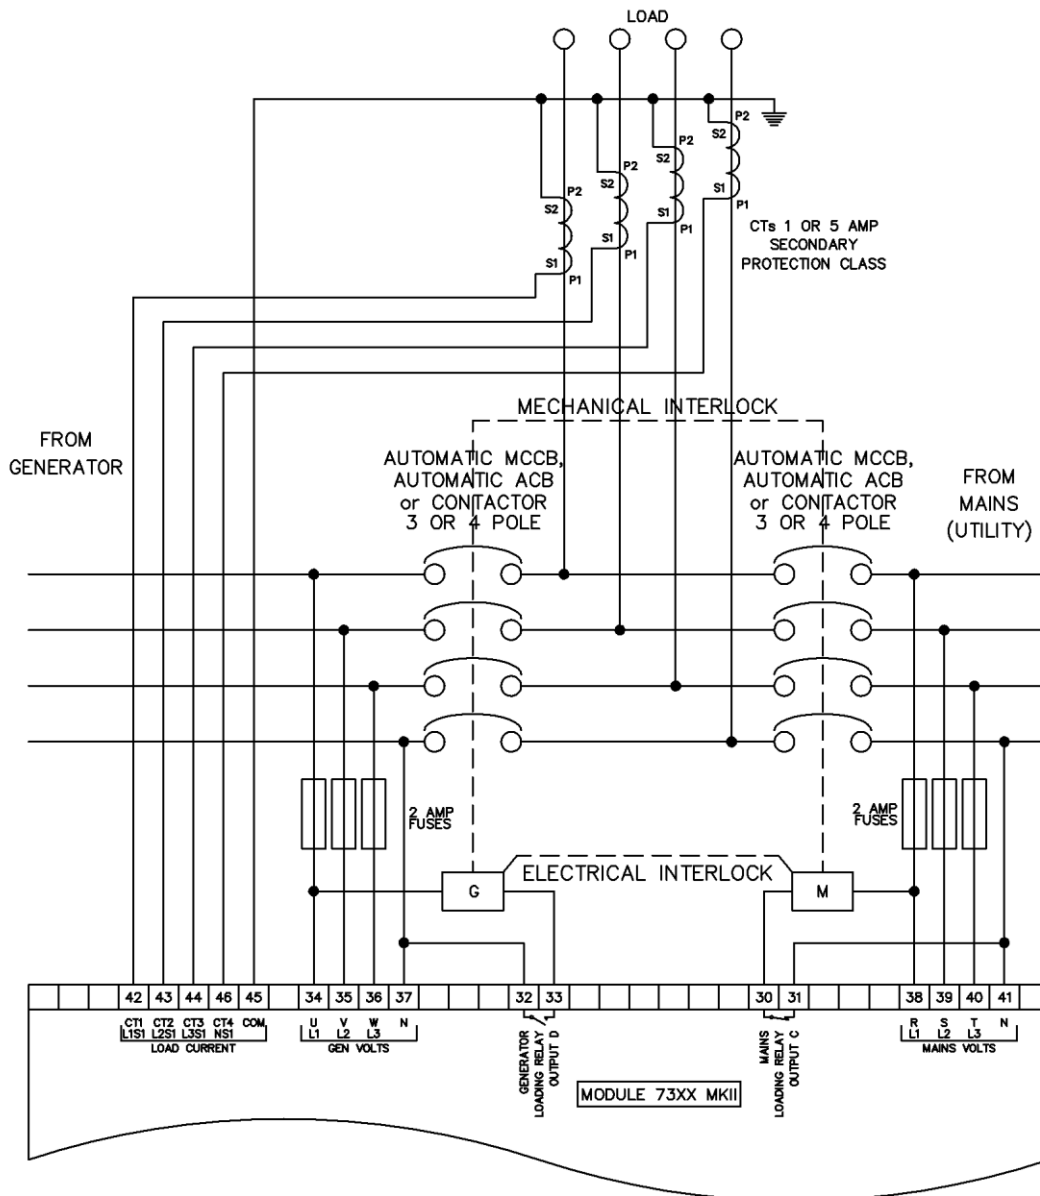 LOAD
P2
S2
S1
P1
P2
S2
S1
P1
P2
S2
S1
P1
P2
S2
S1
P1
CTs 1 OR 5 AMP
SECONDARY
PROTECTION CLASS
MECHANICAL INTERLOCK
FROM
GENERATOR
AUTOMATIC MCCB,
AUTOMATIC ACB
or CONTACTOR
3 OR 4 POLE
AUTOMATIC MCCB,
AUTOMATIC ACB
or CONTACTOR
3 OR 4 POLE
FROM
MAINS
(UTILITY)
2 AMP
FUSES
2 AMP
FUSES
ELECTRICAL INTERLOCK
G
M
42 43 44 46 45 34 35 36 37 32 33 30 31 38 39 40 41
CT1 CT2 CT3 CT4 COM
L1S1 L2S1 L3S1 NS1
LOAD CURRENT
U V W N
L1 L2 L3
GEN VOLTS
GENERATOR
LOADING RELAY
OUTPUT D
MAINS
LOADING RELAY
OUTPUT C
R S T N
L1 L2 L3
MAINS VOLTS
MODULE 73XX MKII